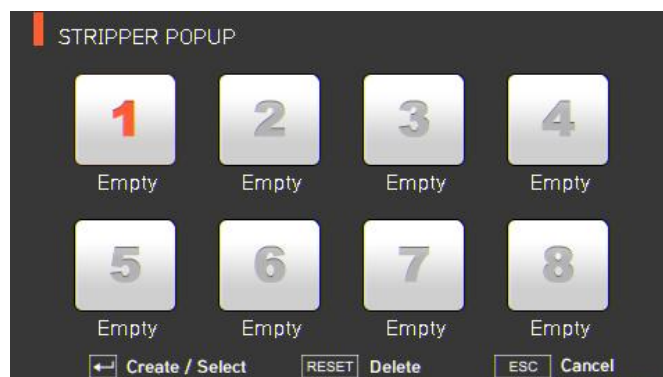 STRIPPER POPUP
1 2 3 4
Empty Empty Empty Empty
5 6 7 8
Empty Empty Empty Empty
Create / Select RESET Delete ESC Cancel